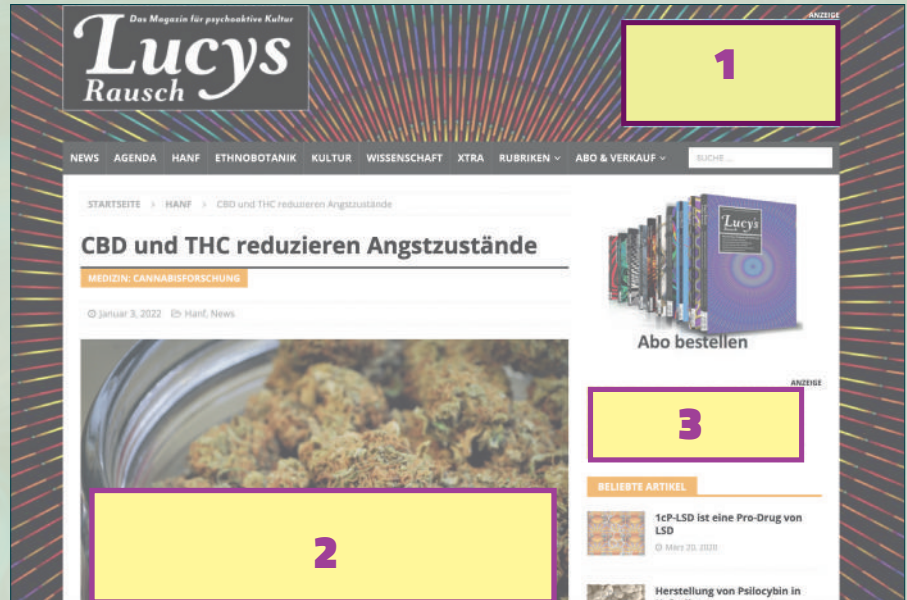 Das Magazin für psychoaktive Kultur
Lucys
Rausch
ANZEIGE
1
NEWS AGENDA HANF ETHNOBOTANIK KULTUR WISSENSCHAFT XTRA RUBRIKEN ABO & VERKAUF SUCHE ...
STARTSEITE > HANF > CBD und THC reduzieren Angstzustände
CBD und THC reduzieren Angstzustände
MEDIZIN: CANNABISFORSCHUNG
Januar 3, 2022 Hanf, News
2
Lucys
Abo bestellen
ANZEIGE
3
BELIEBTE ARTIKEL
1cP-LSD ist eine Pro-Drug von
LSD
März 20, 2020
Herstellung von Psilocybin in